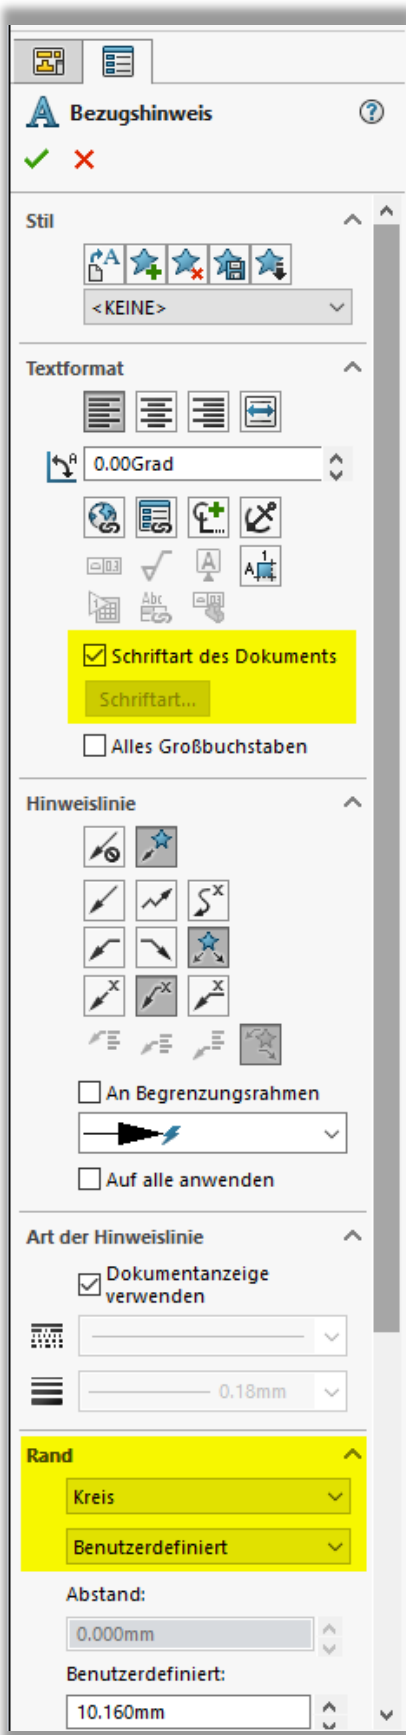 Bezugshinweis
Stil
<KEINE>
Textformat
0.00Grad
Schriftart des Dokuments
Schriftart...
Alles Großbuchstaben
Hinweislinie
An Begrenzungsrahmen
Auf alle anwenden
Art der Hinweislinie
Dokumentanzeige
verwenden
0.18mm
Rand
Kreis
Benutzerdefiniert
Abstand:
0.000mm
Benutzerdefiniert:
10.160mm